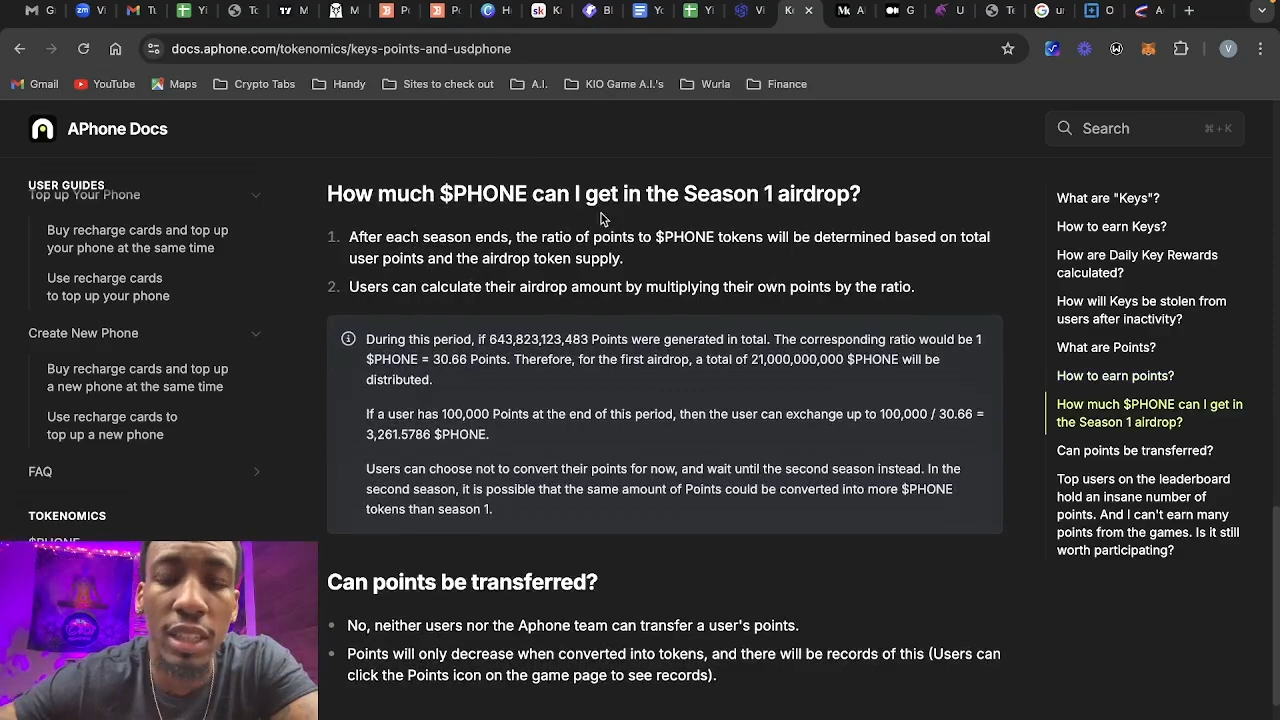 docs.aphone.com/tokenomics/keys-points-and-usdphone
V
Gmail YouTube Maps Crypto Tabs Handy Sites to check out A.I. KIO Game A.I.'s Wurla Finance
APhone Docs
Search ⌘+K
USER GUIDES
Top up Your Phone
Buy recharge cards and top up
your phone at the same time
Use recharge cards
to top up your phone
Create New Phone
Buy recharge cards and top up
a new phone at the same time
Use recharge cards to
top up a new phone
FAQ
TOKENOMICS
How much $PHONE can I get in the Season 1 airdrop?
1. After each season ends, the ratio of points to $PHONE tokens will be determined based on total
user points and the airdrop token supply.
2. Users can calculate their airdrop amount by multiplying their own points by the ratio.
During this period, if 643,823,123,483 Points were generated in total. The corresponding ratio would be 1
$PHONE = 30.66 Points. Therefore, for the first airdrop, a total of 21,000,000,000 $PHONE will be
distributed.
If a user has 100,000 Points at the end of this period, then the user can exchange up to 100,000 / 30.66 =
3,261.5786 $PHONE.
Users can choose not to convert their points for now, and wait until the second season instead. In the
second season, it is possible that the same amount of Points could be converted into more $PHONE
tokens than season 1.
Can points be transferred?
No, neither users nor the Aphone team can transfer a user's points.
Points will only decrease when converted into tokens, and there will be records of this (Users can
click the Points icon on the game page to see records).
What are "Keys"?
How to earn Keys?
How are Daily Key Rewards
calculated?
How will Keys be stolen from
users after inactivity?
What are Points?
How to earn points?
How much $PHONE can I get in
the Season 1 airdrop?
Can points be transferred?
Top users on the leaderboard
hold an insane number of
points. And I can't earn many
points from the games. Is it still
worth participating?